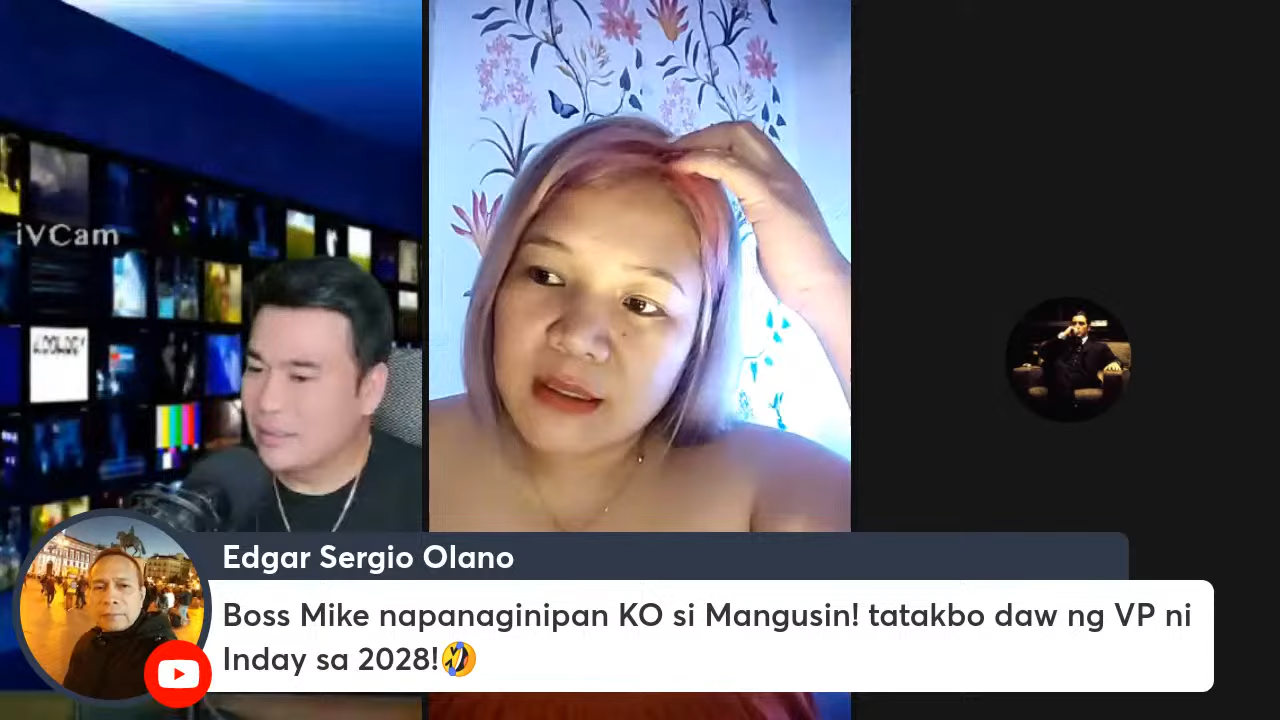 iVCam
Edgar Sergio Olano
Boss Mike napanaginipan KO si Mangusin! tatakbo daw ng VP ni
Inday sa 2028!🤣